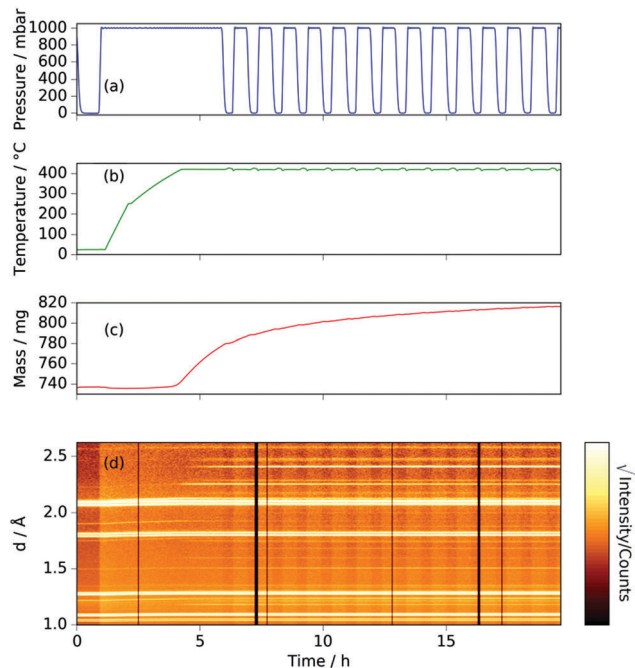 1000
800
600
400
200
0
Pressure / mbar
(a)
400
300
200
100
0
Temperature / °C
(b)
820
800
780
760
740
Mass / mg
(c)
2.5
2.0
1.5
1.0
d / Å
(d)
0
5
10
15
Time / h
√ Intensity/Counts